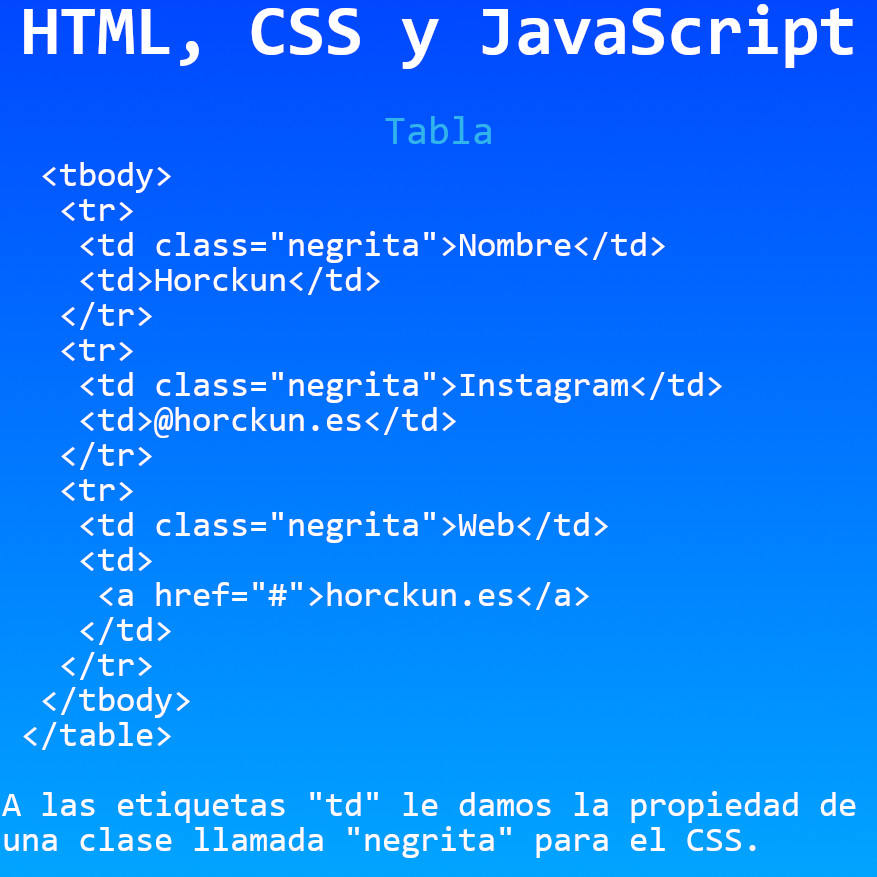 HTML, CSS y JavaScript
Tabla
<tbody>
<tr>
<td class="negrita">Nombre</td>
<td>Horckun</td>
</tr>
<tr>
<td class="negrita">Instagram</td>
<td>@horckun.es</td>
</tr>
<tr>
<td class="negrita">Web</td>
<td>
<a href="#">horckun.es</a>
</td>
</tr>
</tbody>
</table>
A las etiquetas "td" le damos la propiedad de
una clase llamada "negrita" para el CSS.